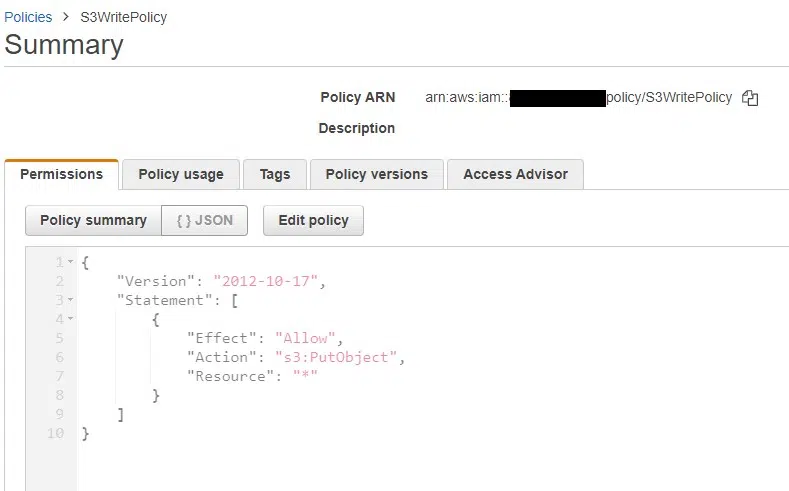 Policies > S3WritePolicy
Summary
Policy ARN arn:aws:iam:: policy/S3WritePolicy
Description
Permissions Policy usage Tags Policy versions Access Advisor
Policy summary { } JSON Edit policy
1 {
2 "Version": "2012-10-17",
3 "Statement": [
4 {
5 "Effect": "Allow",
6 "Action": "s3:PutObject",
7 "Resource": "*"
8 }
9 ]
10 }